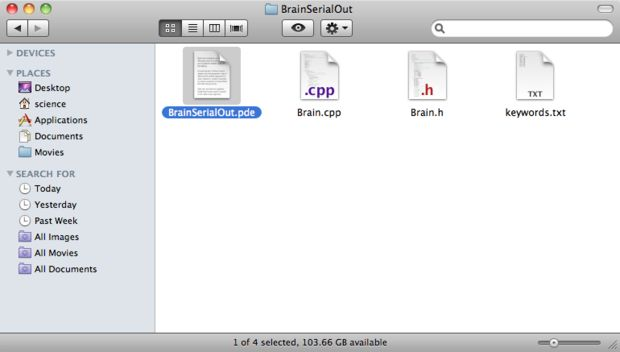 BrainSerialOut
DEVICES
PLACES
Desktop
science
Applications
Documents
Movies
SEARCH FOR
Today
Yesterday
Past Week
All Images
All Movies
All Documents
BrainSerialOut.pde
.cpp
Brain.cpp
.h
Brain.h
TXT
keywords.txt
1 of 4 selected, 103.66 GB available